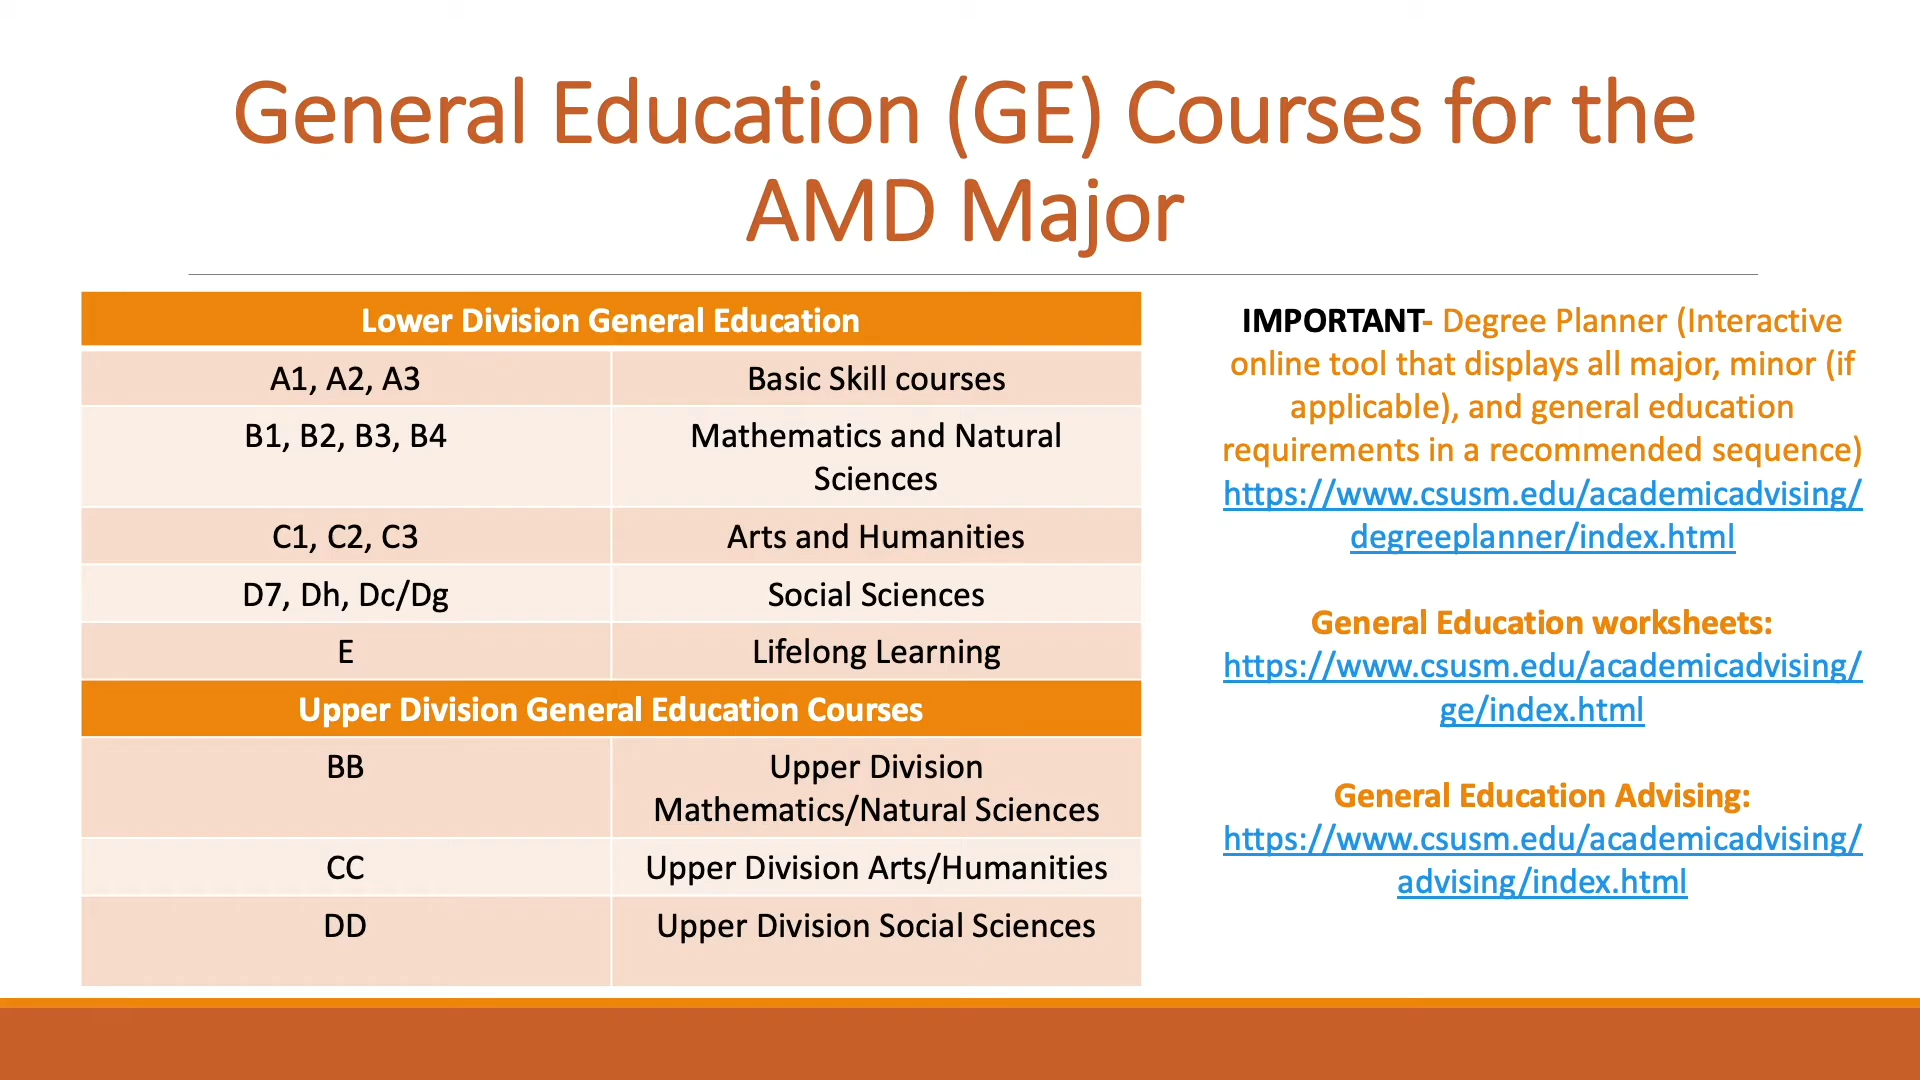 General Education (GE) Courses for the
AMD Major
Lower Division General Education
A1, A2, A3
Basic Skill courses
B1, B2, B3, B4
Mathematics and Natural
Sciences
C1, C2, C3
Arts and Humanities
D7, Dh, Dc/Dg
Social Sciences
E
Lifelong Learning
Upper Division General Education Courses
BB
Upper Division
Mathematics/Natural Sciences
CC
Upper Division Arts/Humanities
DD
Upper Division Social Sciences
IMPORTANT- Degree Planner (Interactive
online tool that displays all major, minor (if
applicable), and general education
requirements in a recommended sequence)
https://www.csusm.edu/academicadvising/
degreeplanner/index.html
General Education worksheets:
https://www.csusm.edu/academicadvising/
ge/index.html
General Education Advising:
https://www.csusm.edu/academicadvising/
advising/index.html